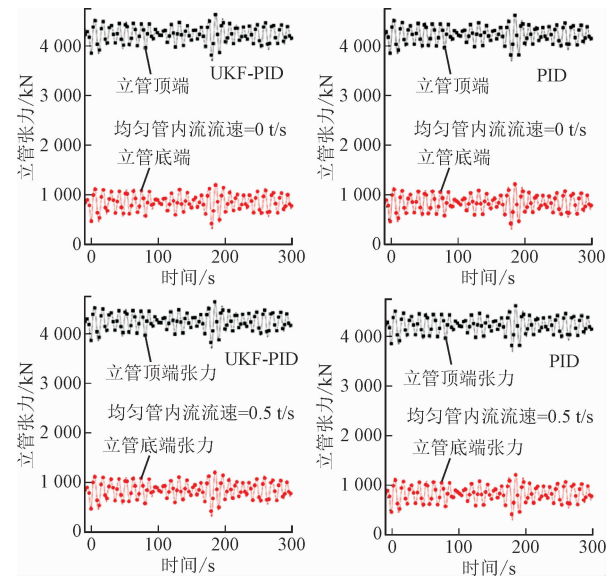 立管张力/kN
4 000
3 000
2 000
1 000
0
立管顶端
UKF-PID
均匀管内流流速=0 t/s
立管底端
0
100
200
300
时间/s
立管张力/kN
4 000
3 000
2 000
1 000
0
立管顶端
PID
均匀管内流流速=0 t/s
立管底端
0
100
200
300
时间/s
立管张力/kN
4 000
3 000
2 000
1 000
0
UKF-PID
立管顶端张力
均匀管内流流速=0.5 t/s
立管底端张力
0
100
200
300
时间/s
立管张力/kN
4 000
3 000
2 000
1 000
0
PID
立管顶端张力
均匀管内流流速=0.5 t/s
立管底端张力
0
100
200
300
时间/s